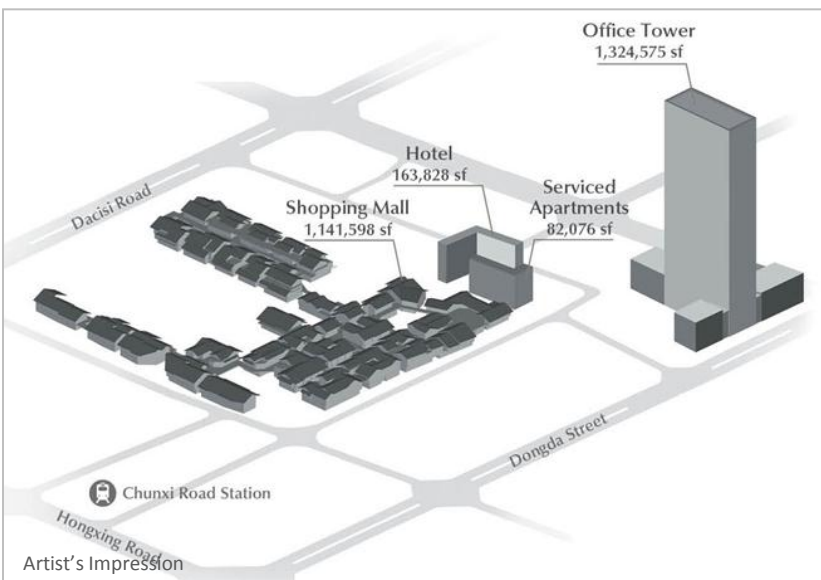 Office Tower
1,324,575 sf
Hotel
163,828 sf
Serviced
Apartments
82,076 sf
Shopping Mall
1,141,598 sf
Dacisi Road
Dongda Street
Chunxi Road Station
Hongxing Road
Artist’s Impression